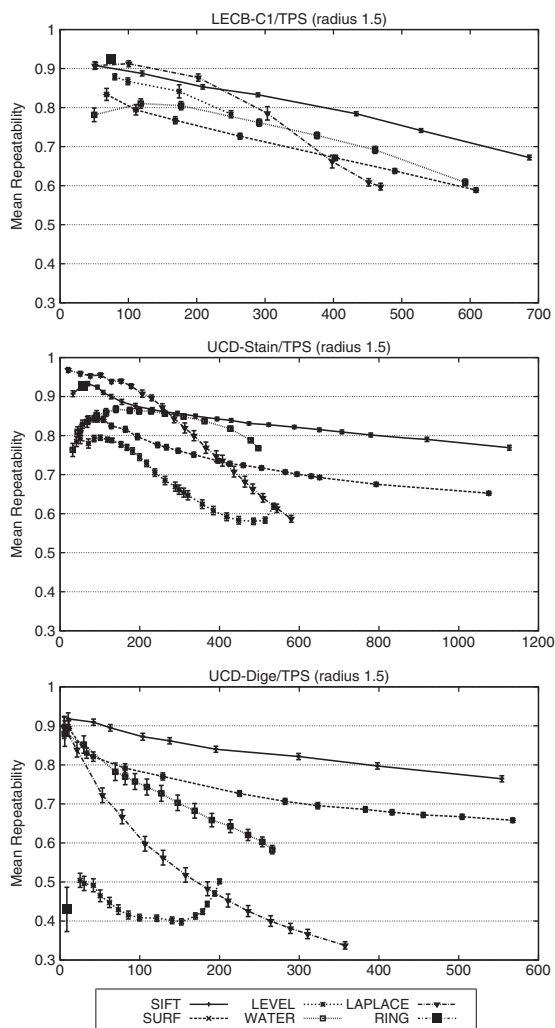 LECB-C1/TPS (radius 1.5)
1
0.9
0.8
0.7
0.6
0.5
0.4
0.3
Mean Repeatability
0 100 200 300 400 500 600 700
UCD-Stain/TPS (radius 1.5)
1
0.9
0.8
0.7
0.6
0.5
0.4
0.3
Mean Repeatability
0 200 400 600 800 1000 1200
UCD-Dige/TPS (radius 1.5)
1
0.9
0.8
0.7
0.6
0.5
0.4
0.3
Mean Repeatability
0 100 200 300 400 500 600
SIFT LEVEL LAPLACE
SURF WATER RING